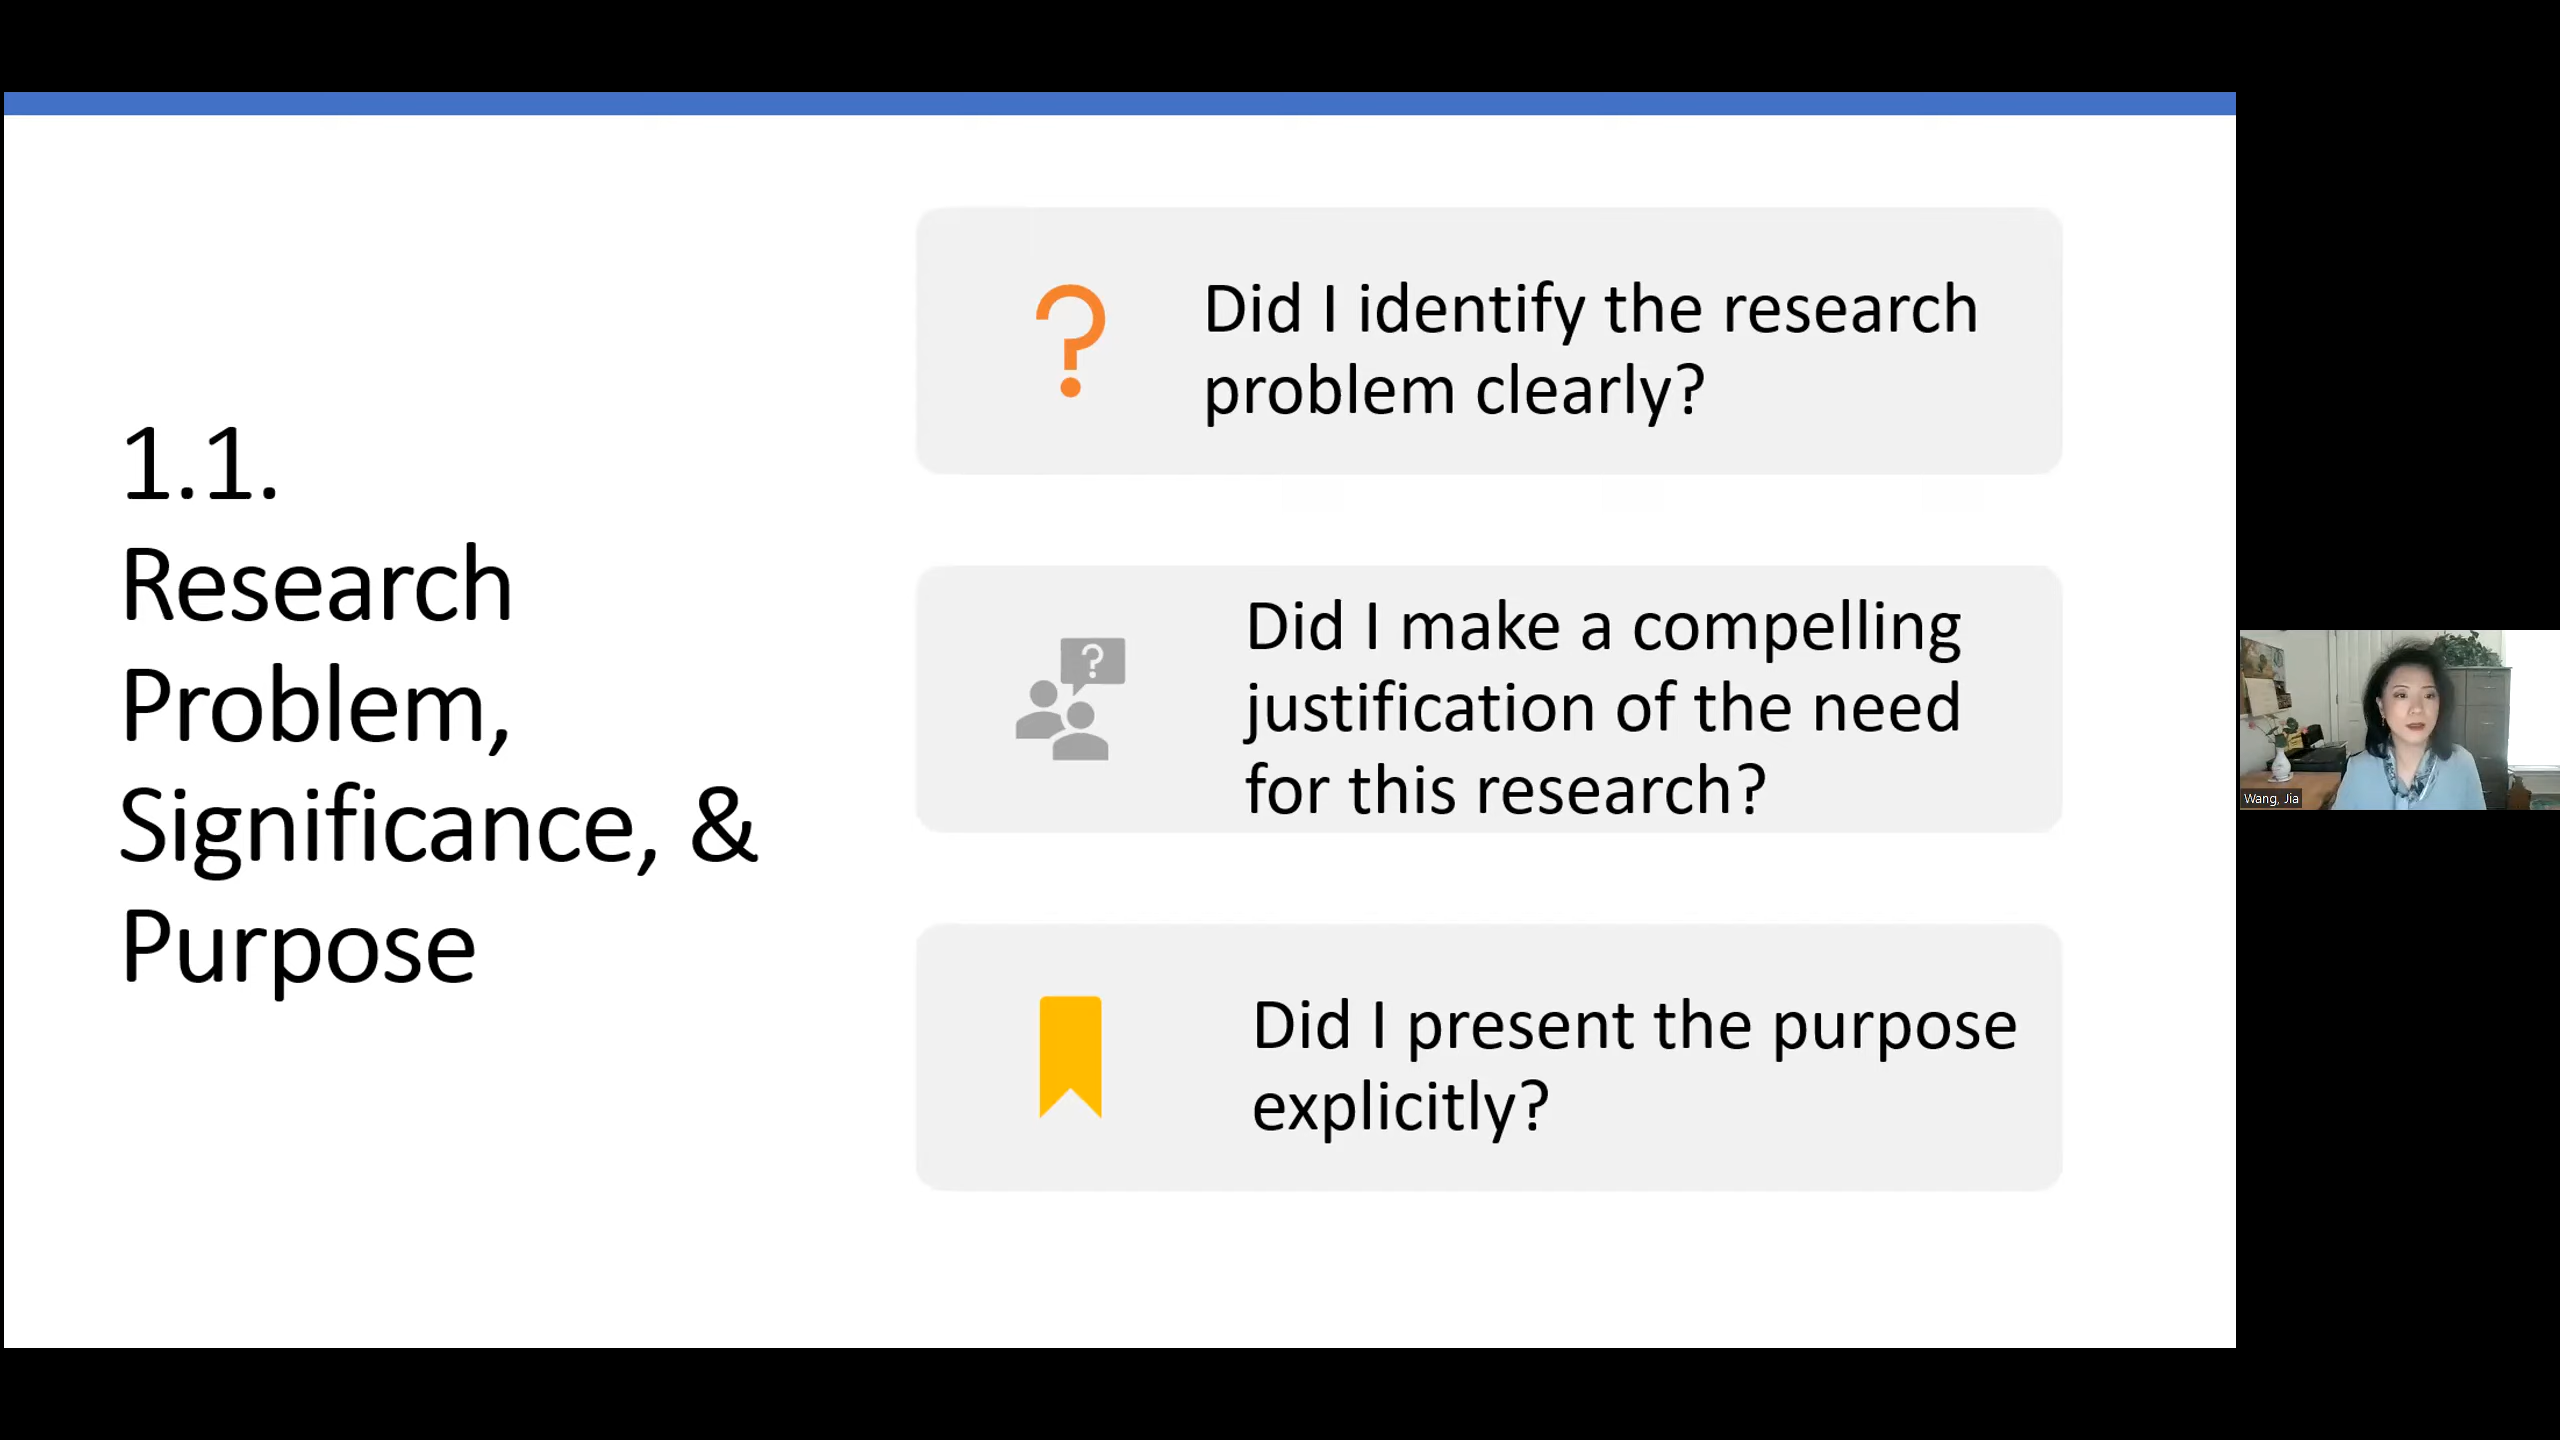 1.1.
Research
Problem,
Significance, &
Purpose
Did I identify the research
problem clearly?
?
Did I make a compelling
justification of the need
for this research?
Did I present the purpose
explicitly?
Wang, Jia